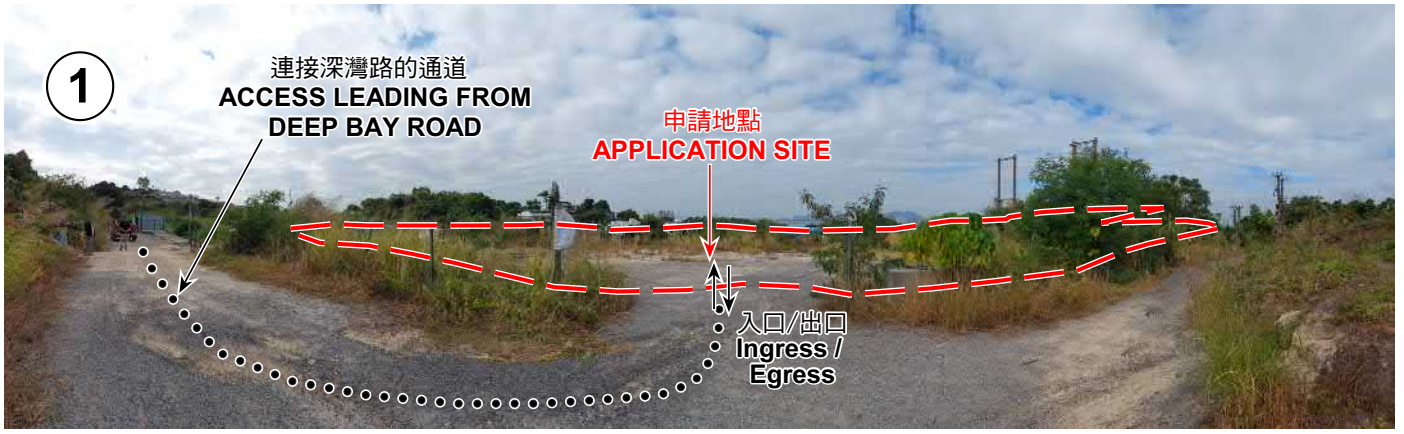 1
連接深灣路的通道
ACCESS LEADING FROM
DEEP BAY ROAD
申請地點
APPLICATION SITE
入口/出口
Ingress /
Egress